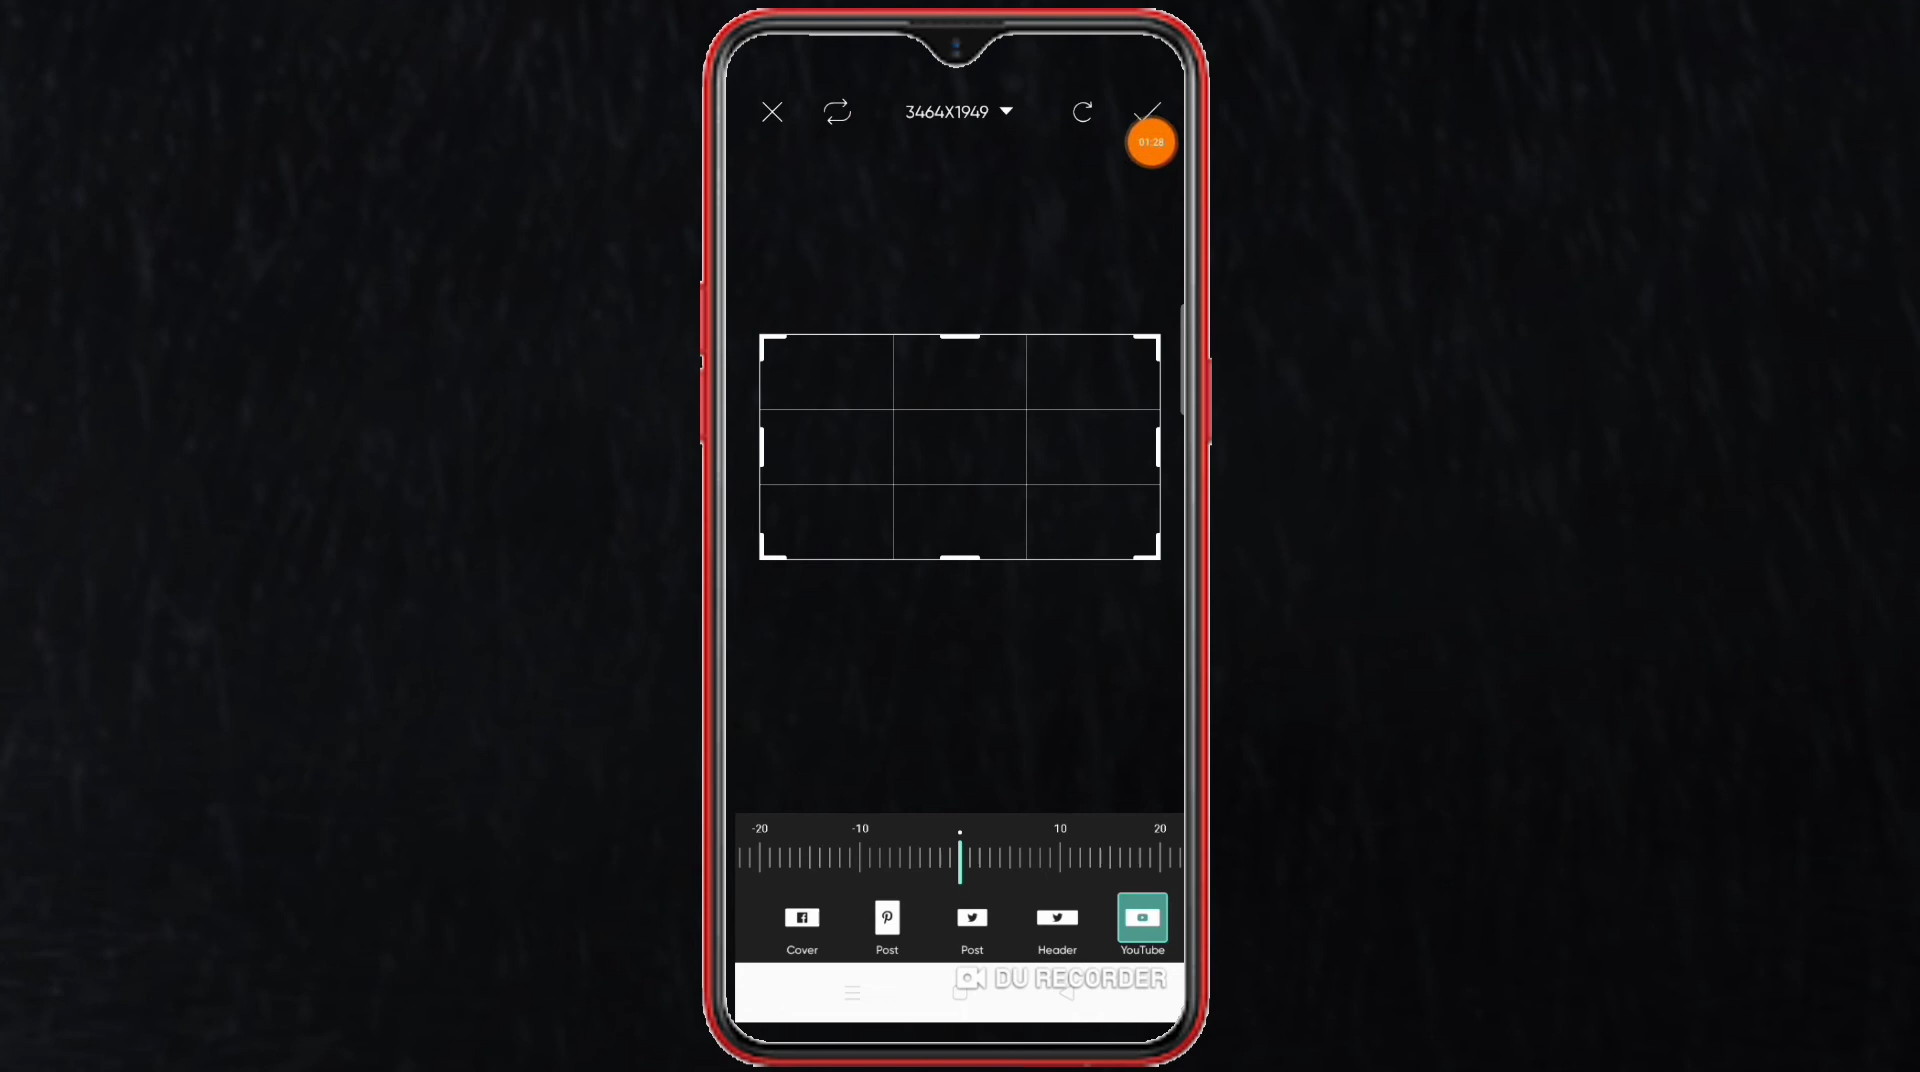 3464X1949
01:28
-20 -10 10 20
Cover Post Post Header YouTube
DU RECORDER